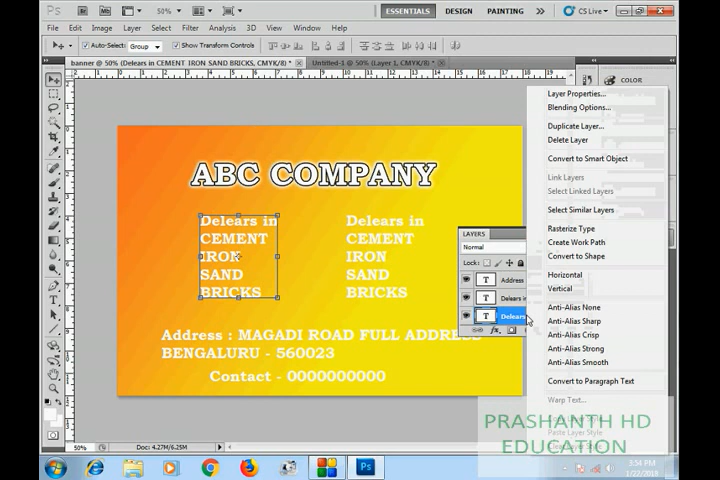 Ps
50%
ESSENTIALS
DESIGN
PAINTING
CS Live
File Edit Image Layer Select Filter Analysis 3D View Window Help
Auto-Select: Group
Show Transform Controls
banner @ 50% (Delears in CEMENT IRON SAND BRICKS, CMYK/8) *
Untitled-1 @ 50% (Layer 1, CMYK/8) *
COLOR
ABC COMPANY
Delears in
CEMENT
IRON
SAND
BRICKS
Delears in
CEMENT
IRON
SAND
BRICKS
Address : MAGADI ROAD FULL ADDRESS
BENGALURU - 560023
Contact - 0000000000
LAYERS
Normal
Lock:
T Address
T Delears in
T Delears
Layer Properties...
Blending Options...
Duplicate Layer...
Delete Layer
Convert to Smart Object
Link Layers
Select Linked Layers
Select Similar Layers
Rasterize Type
Create Work Path
Convert to Shape
Horizontal
Vertical
Anti-Alias None
Anti-Alias Sharp
Anti-Alias Crisp
Anti-Alias Strong
Anti-Alias Smooth
Convert to Paragraph Text
Warp Text...
Paste Layer Style
PRASHANTH HD
EDUCATION
50%
Doc: 4.27M/6.25M
3:54 PM